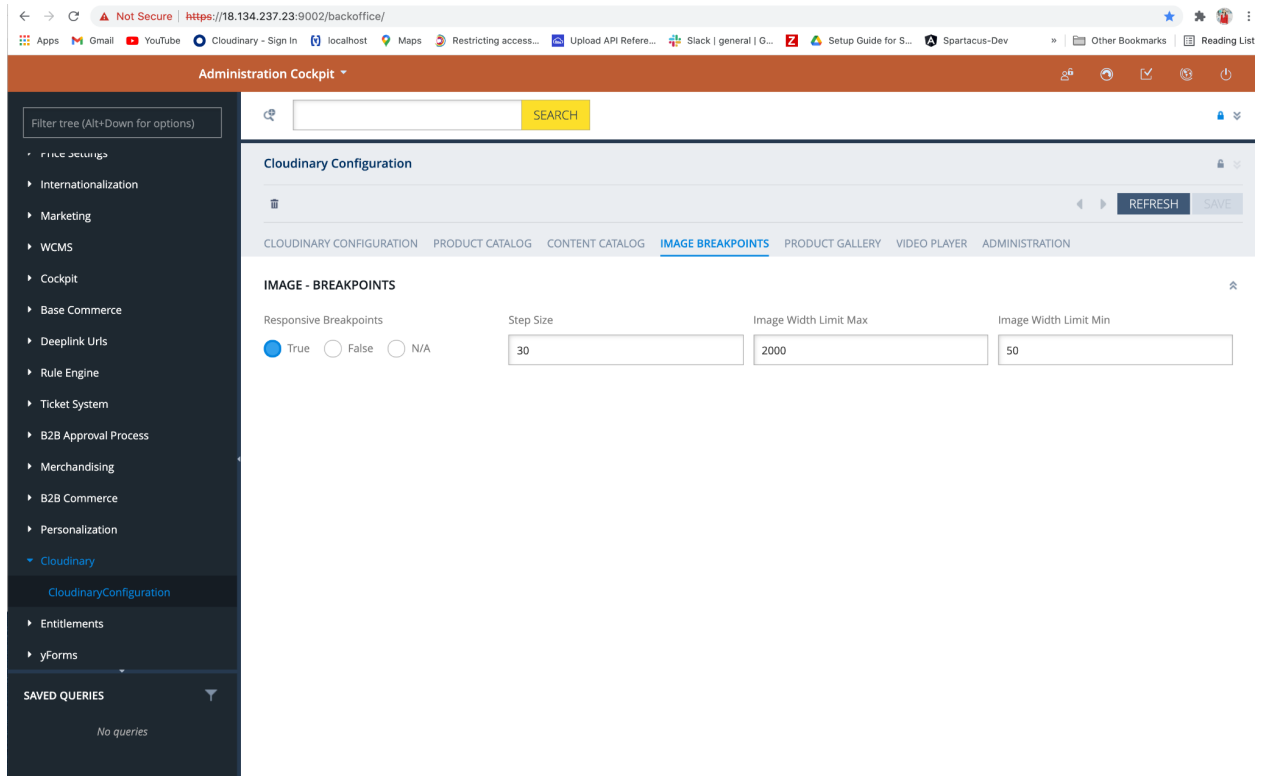 Not Secure | https://18.134.237.23:9002/backoffice/
Apps Gmail YouTube Cloudinary - Sign In localhost Maps Restricting access... Upload API Refere... Slack | general | G... Z Setup Guide for S... Spartacus-Dev » Other Bookmarks Reading List
Administration Cockpit
Filter tree (Alt+Down for options)
SEARCH
Price Settings
Internationalization
Marketing
WCMS
Cockpit
Base Commerce
Deeplink Urls
Rule Engine
Ticket System
B2B Approval Process
Merchandising
B2B Commerce
Personalization
Cloudinary
CloudinaryConfiguration
Entitlements
yForms
SAVED QUERIES
No queries
Cloudinary Configuration
REFRESH SAVE
CLOUDINARY CONFIGURATION PRODUCT CATALOG CONTENT CATALOG IMAGE BREAKPOINTS PRODUCT GALLERY VIDEO PLAYER ADMINISTRATION
IMAGE - BREAKPOINTS
Responsive Breakpoints Step Size Image Width Limit Max Image Width Limit Min
True False N/A 30 2000 50